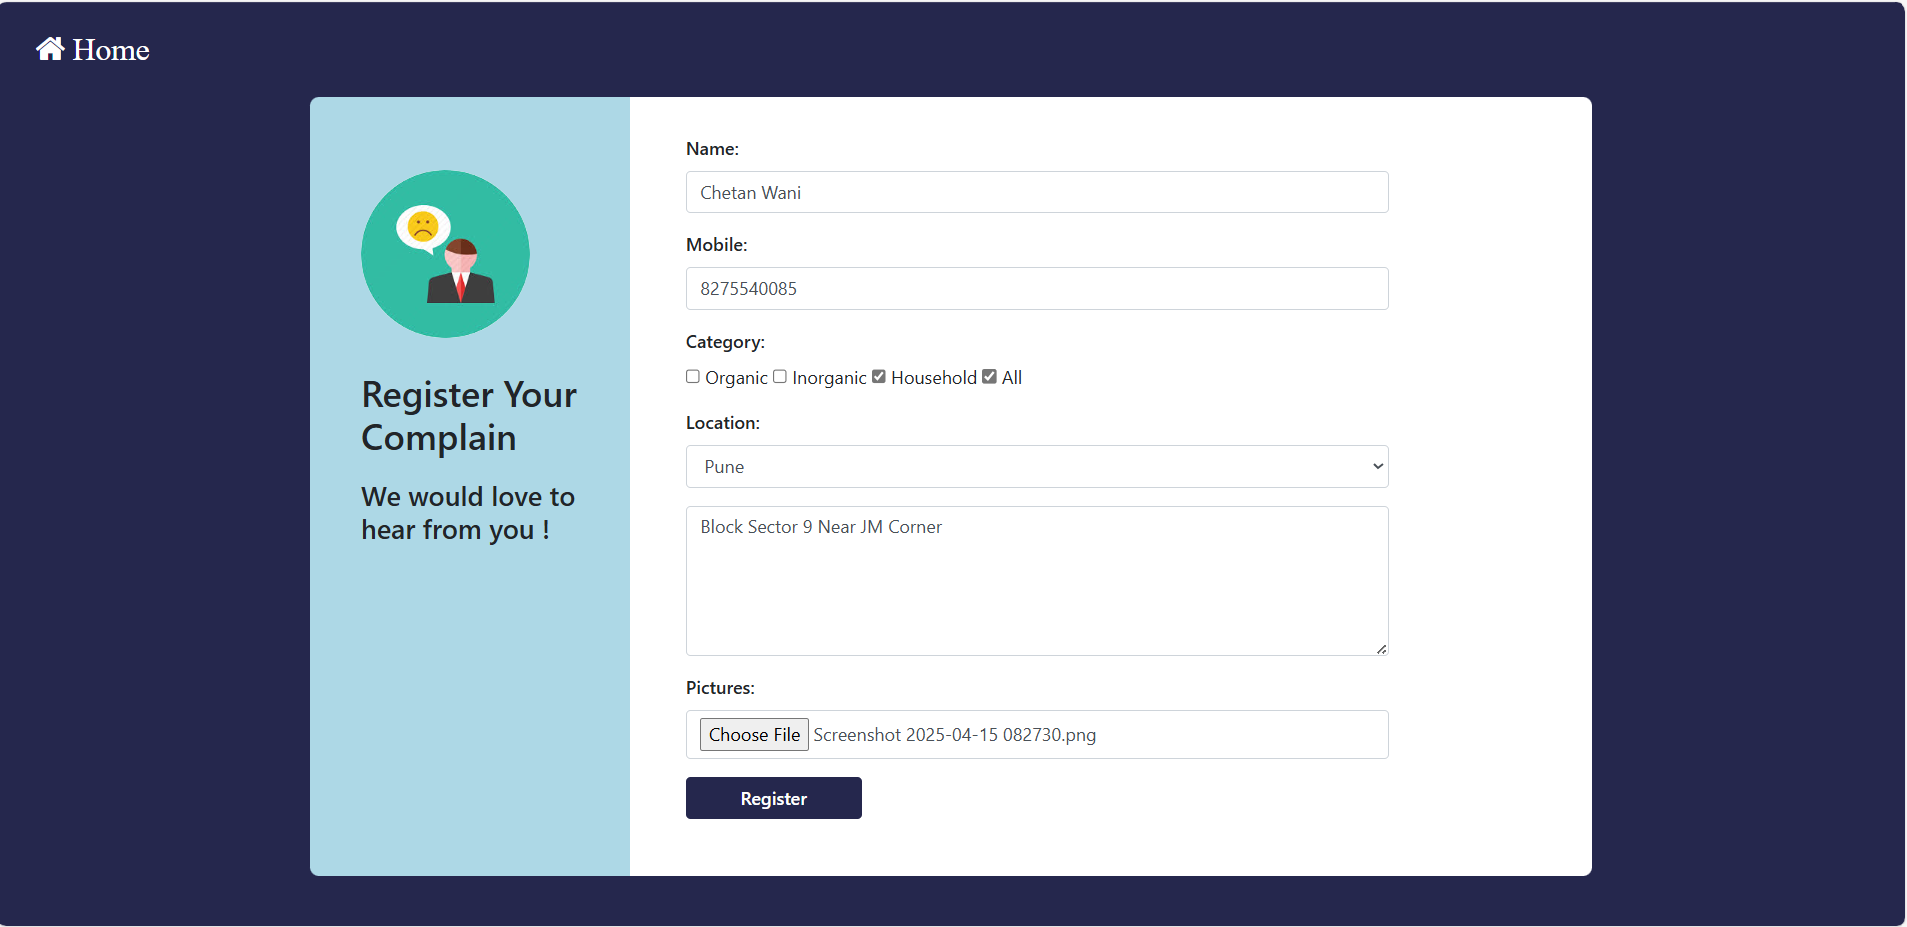 Home
Register Your
Complain
We would love to
hear from you !
Name:
Chetan Wani
Mobile:
8275540085
Category:
Organic Inorganic Household All
Location:
Pune
Block Sector 9 Near JM Corner
Pictures:
Choose File Screenshot 2025-04-15 082730.png
Register